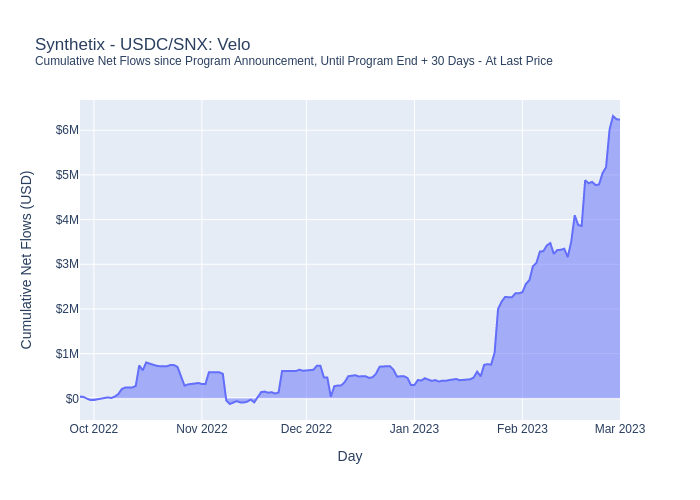 Synthetix - USDC/SNX: Velo
Cumulative Net Flows since Program Announcement, Until Program End + 30 Days - At Last Price
Cumulative Net Flows (USD)
$6M
$5M
$4M
$3M
$2M
$1M
$0
Oct 2022
Nov 2022
Dec 2022
Jan 2023
Feb 2023
Mar 2023
Day